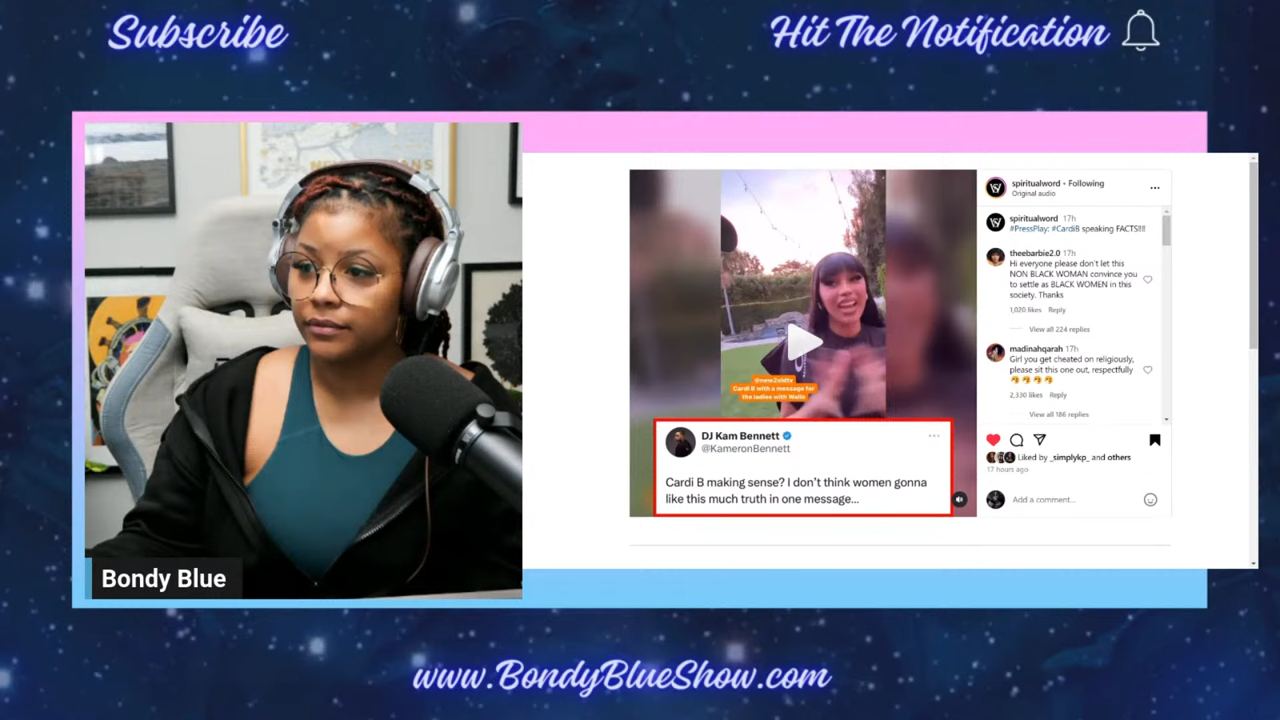 Subscribe
Hit The Notification
Bondy Blue
@new2oldtv
Cardi B with a message for
the ladies with Wallo
DJ Kam Bennett
@KameronBennett
Cardi B making sense? I don't think women gonna
like this much truth in one message...
spiritualword • Following
Original audio
spiritualword 17h
#PressPlay: #CardiB speaking FACTS!!!!
theebarbie2.0 17h
Hi everyone please don't let this
NON BLACK WOMAN convince you
to settle as BLACK WOMEN in this
society. Thanks
1,020 likes Reply
View all 224 replies
madinahqarah 17h
Girl you get cheated on religiously,
please sit this one out, respectfully
2,330 likes Reply
View all 186 replies
Liked by _simplykp_ and others
17 hours ago
Add a comment...
www.BondyBlueShow.com